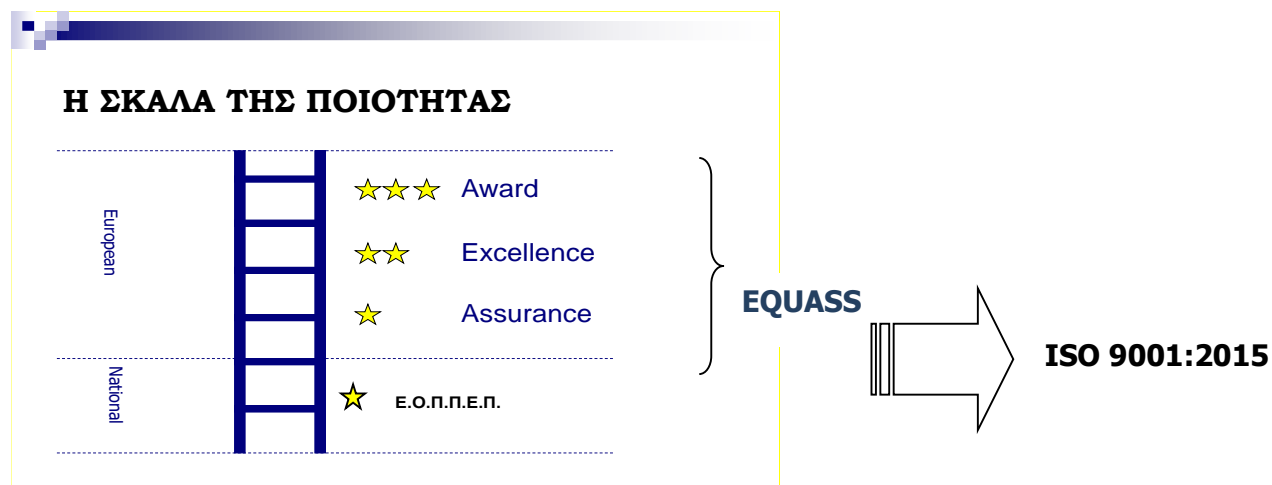 Η ΣΚΑΛΑ ΤΗΣ ΠΟΙΟΤΗΤΑΣ
European
Award
Excellence
Assurance
National
Ε.Ο.Π.Π.Ε.Π.
EQUASS
ISO 9001:2015